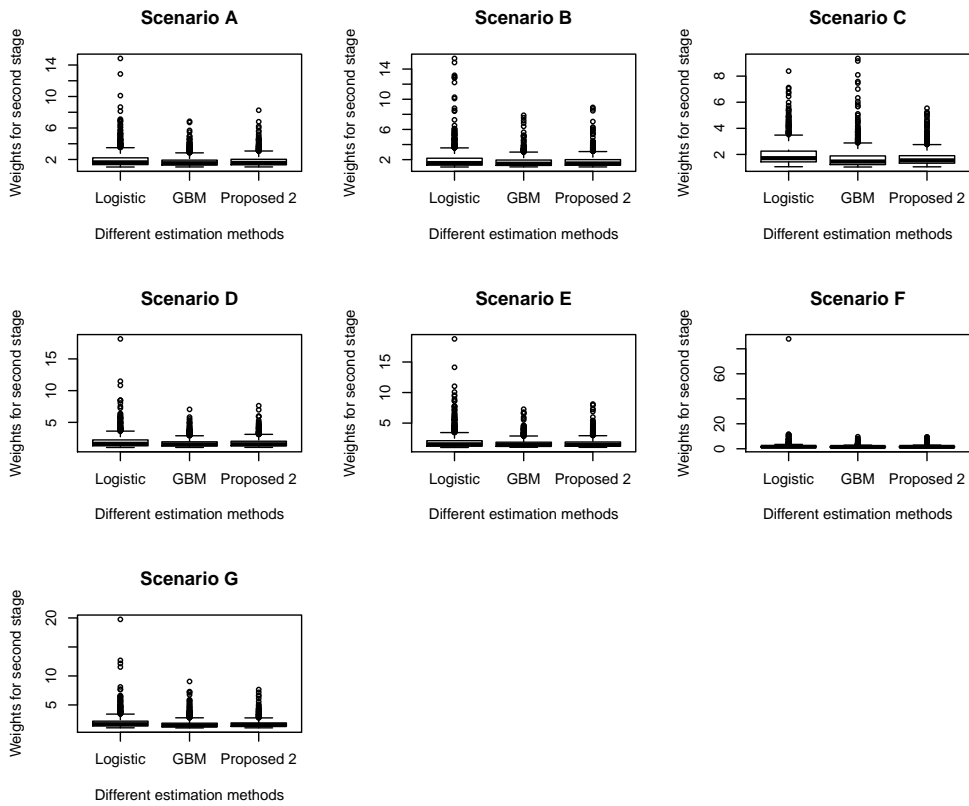 Scenario A
Weights for second stage
14
10
6
2
Logistic GBM Proposed 2
Different estimation methods
Scenario B
Weights for second stage
14
10
6
2
Logistic GBM Proposed 2
Different estimation methods
Scenario C
Weights for second stage
8
6
4
2
Logistic GBM Proposed 2
Different estimation methods
Scenario D
Weights for second stage
15
10
5
Logistic GBM Proposed 2
Different estimation methods
Scenario E
Weights for second stage
15
10
5
Logistic GBM Proposed 2
Different estimation methods
Scenario F
Weights for second stage
60
20
0
Logistic GBM Proposed 2
Different estimation methods
Scenario G
Weights for second stage
20
10
5
Logistic GBM Proposed 2
Different estimation methods